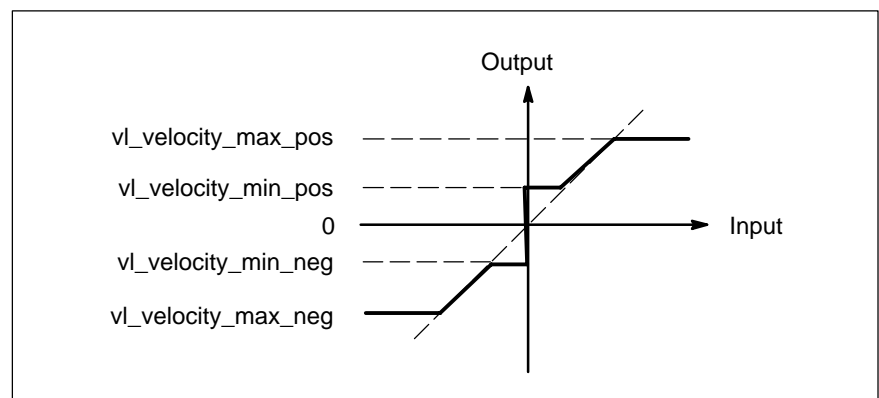 Output
vl_velocity_max_pos
vl_velocity_min_pos
0
Input
vl_velocity_min_neg
vl_velocity_max_neg